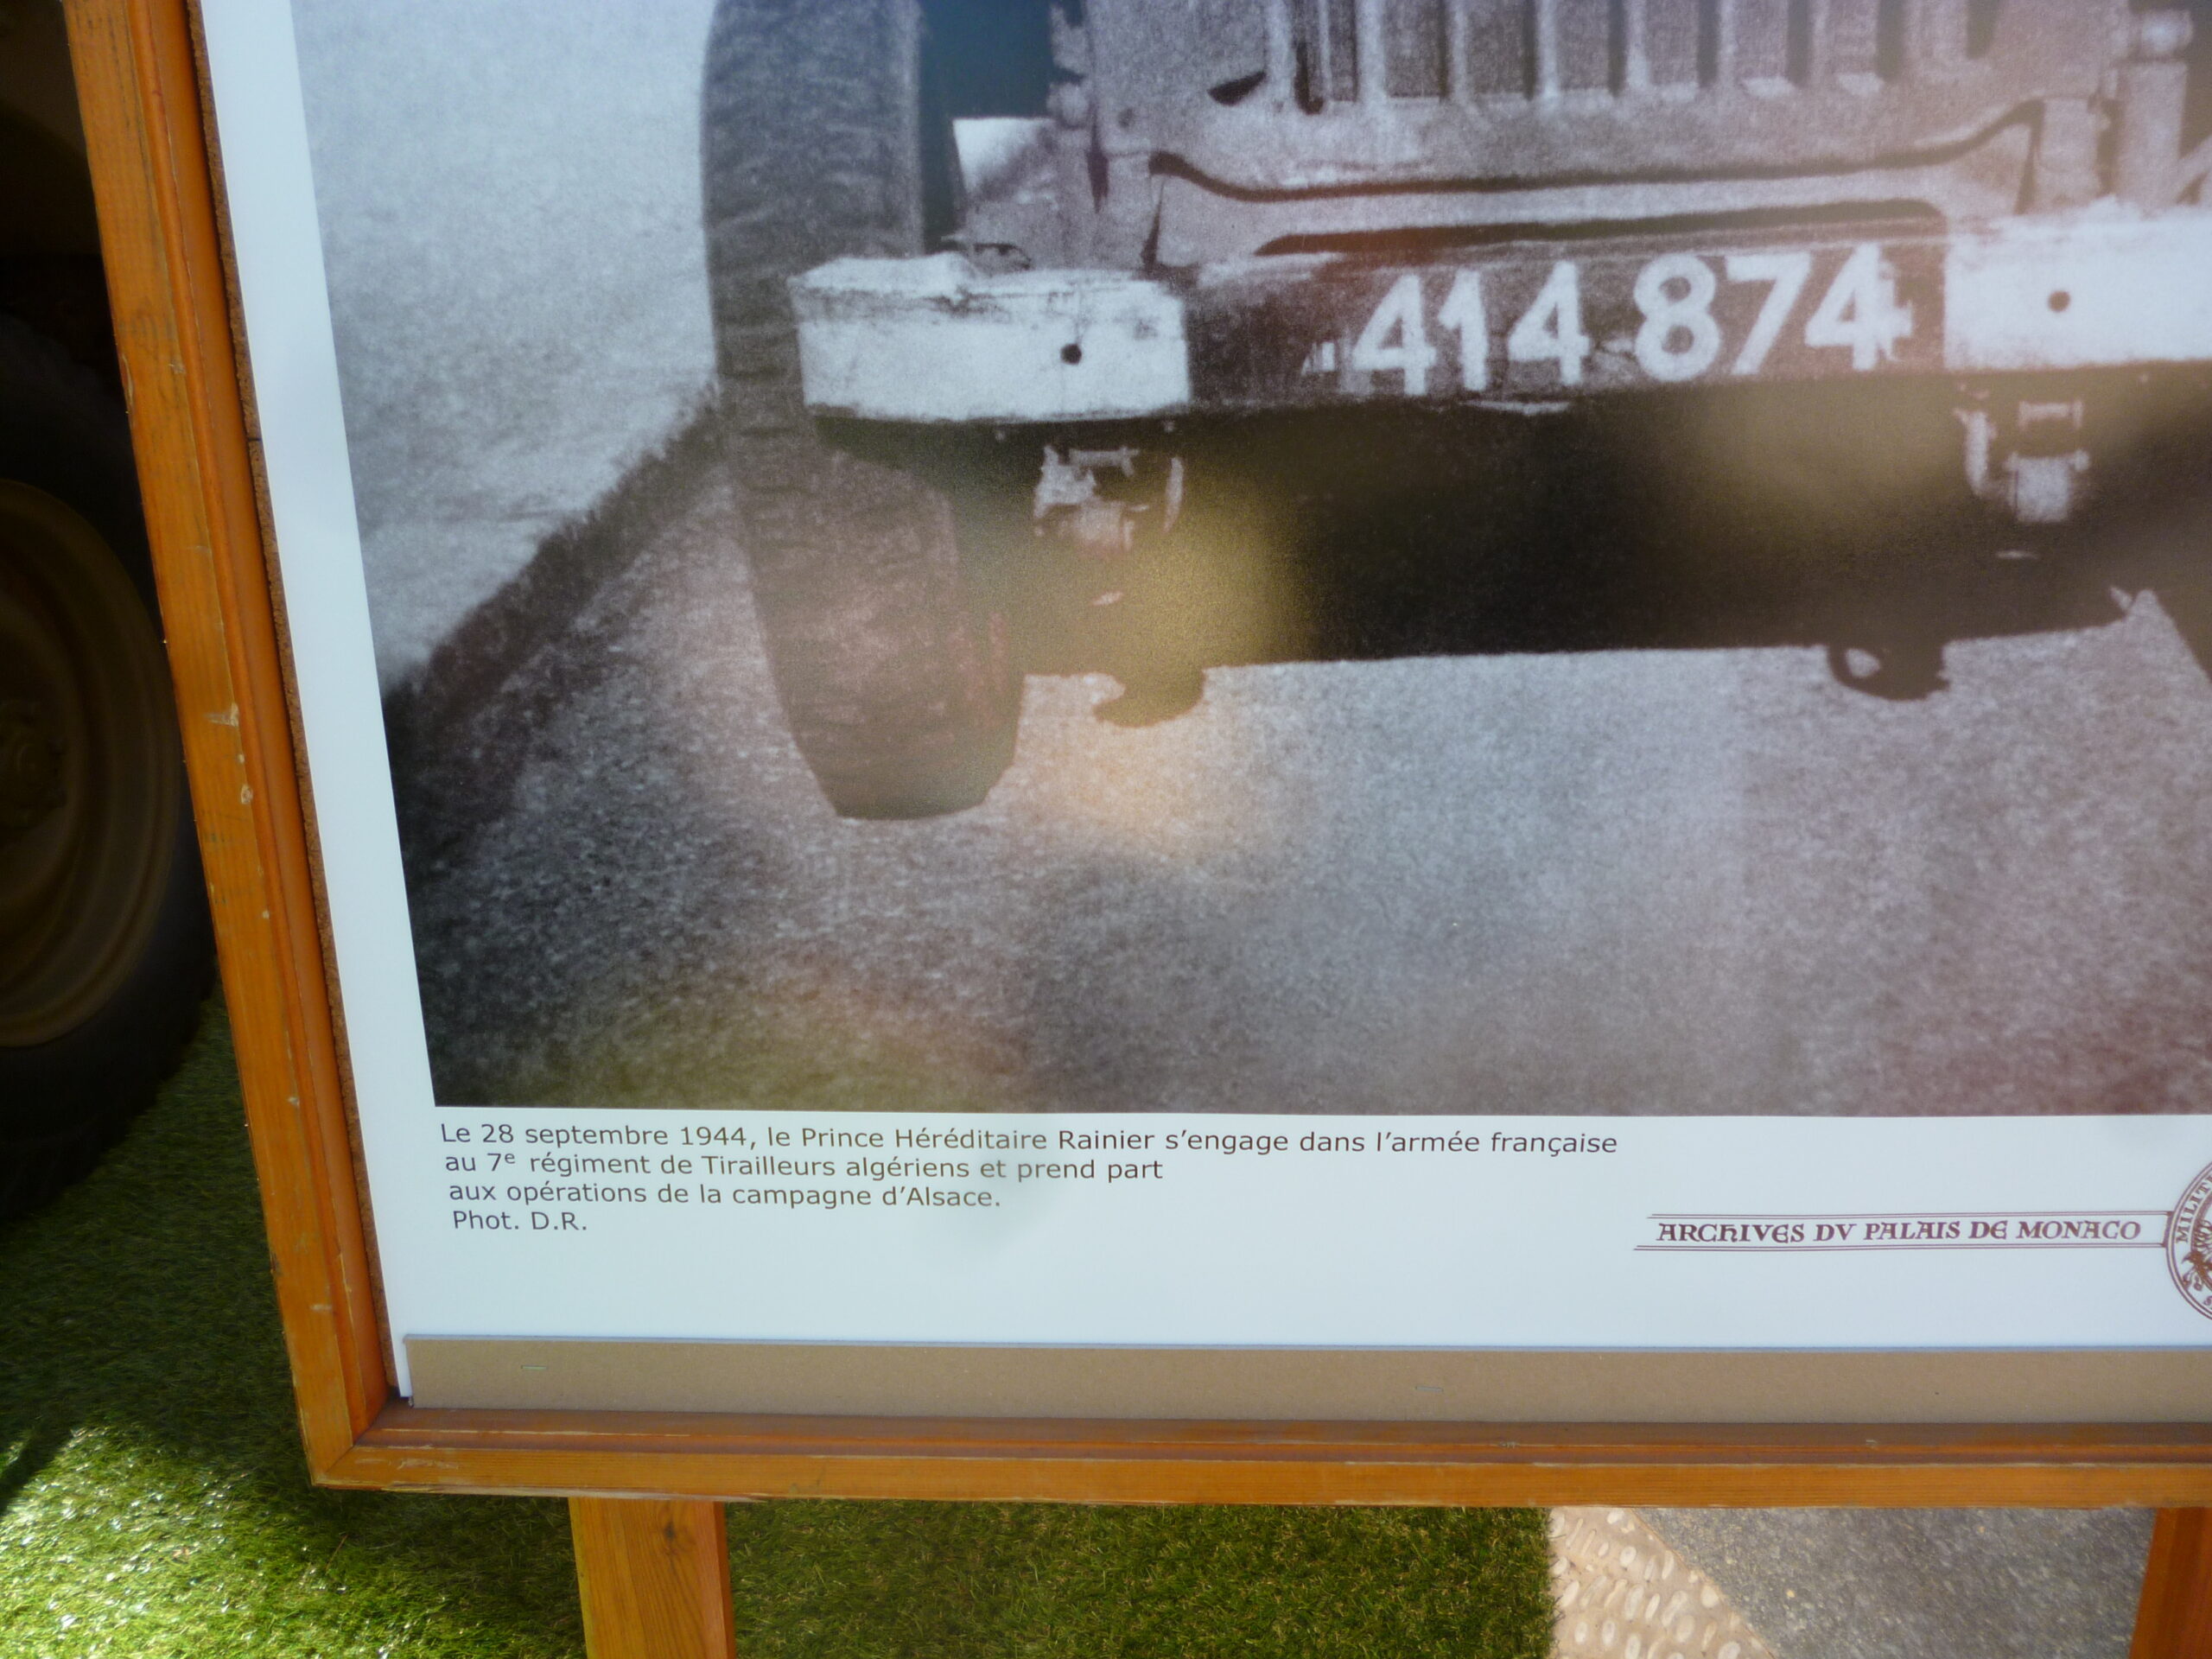 414 874
Le 28 septembre 1944, le Prince Héréditaire Rainier s'engage dans l'armée française
au 7e régiment de Tirailleurs algériens et prend part
aux opérations de la campagne d'Alsace.
Phot. D.R.
ARCHIVES DV PALAIS DE MONACO